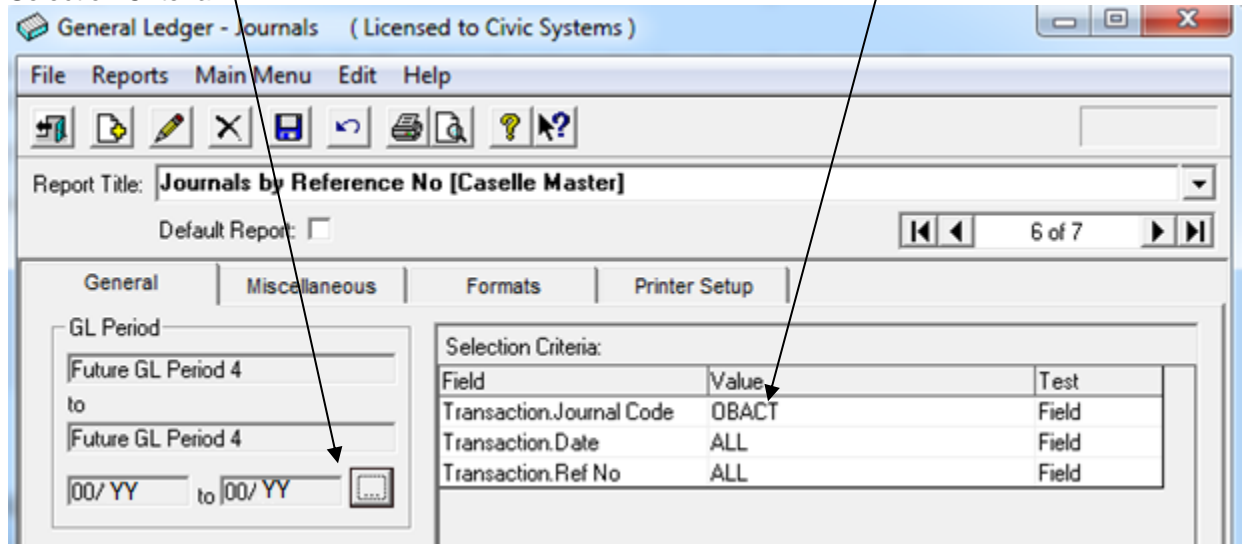 General Ledger - Journals ( Licensed to Civic Systems )
File Reports Main Menu Edit Help
Report Title: Journals by Reference No [Caselle Master]
Default Report:
6 of 7
General Miscellaneous Formats Printer Setup
GL Period
Future GL Period 4
to
Future GL Period 4
00/ YY to 00/ YY ...
Selection Criteria:
Field Value Test
Transaction.Journal Code OBACT Field
Transaction.Date ALL Field
Transaction.Ref No ALL Field